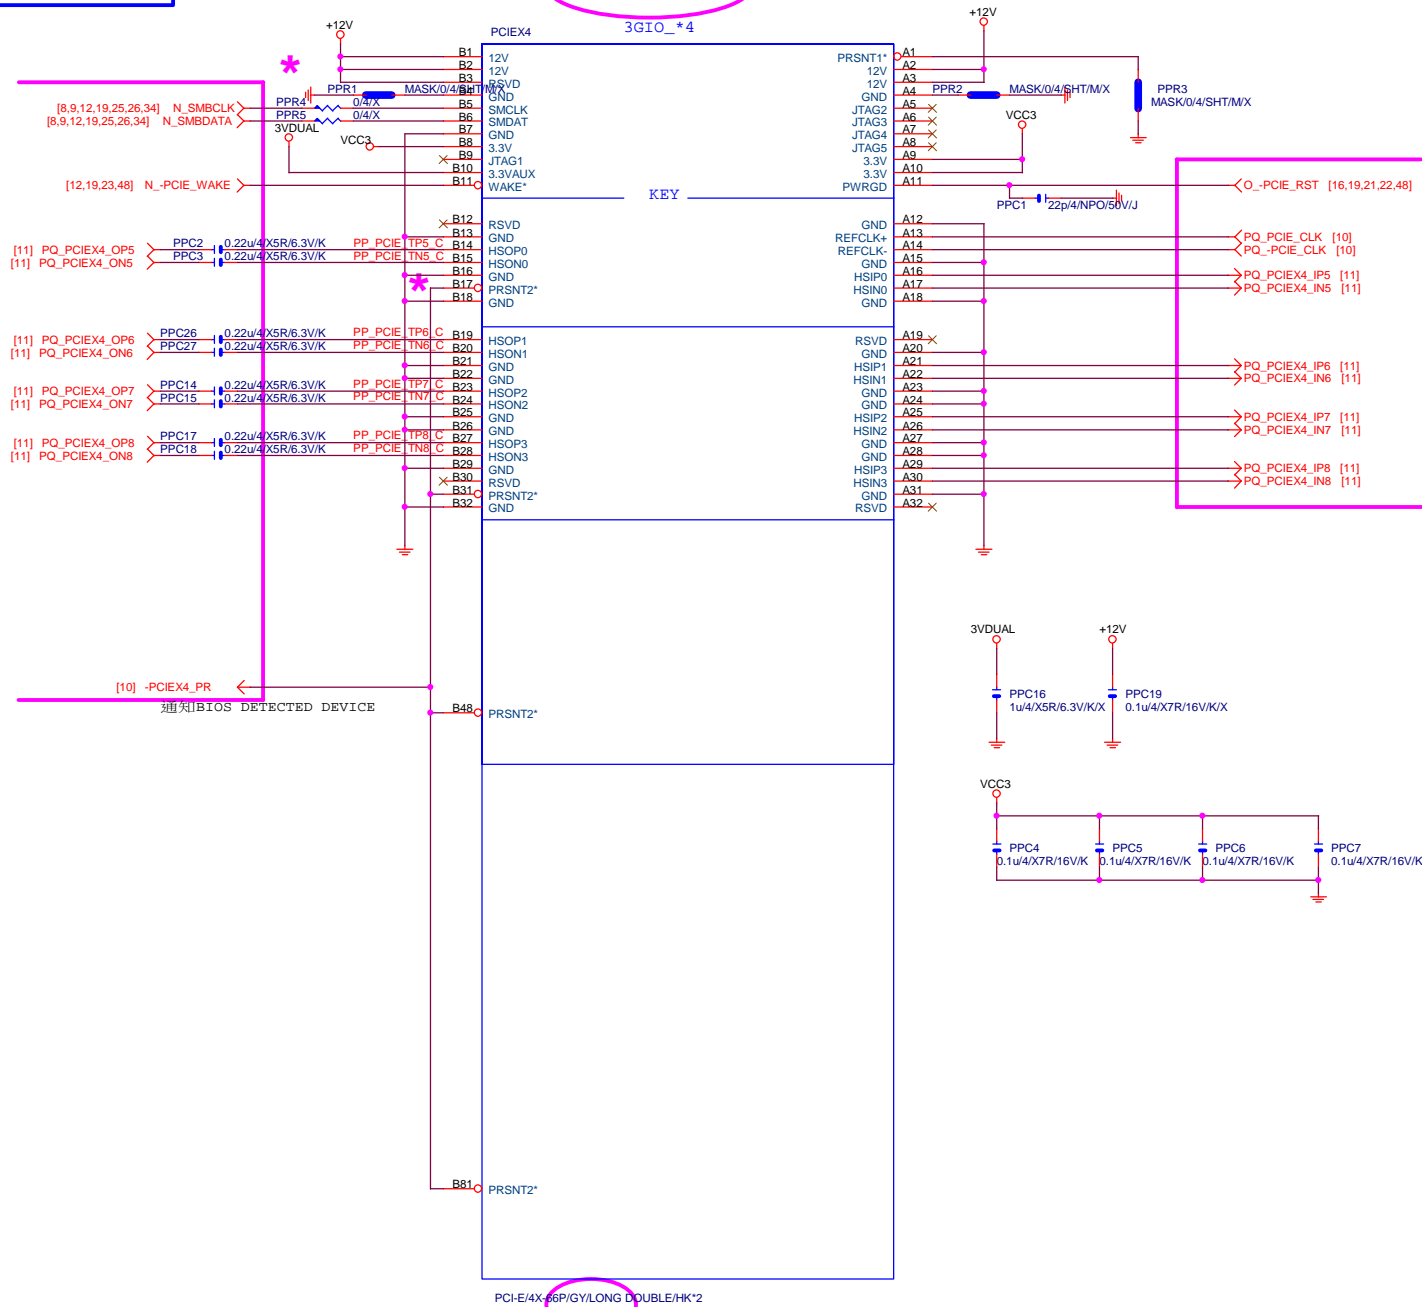 3GIO_*4
PCIEX4
+12V
+12V
B1 12V
B2 12V
B3 RSVD
B4 GND
B5 SMCLK
B6 SMDAT
B7 GND
B8 3.3V
B9 JTAG1
B10 3.3VAUX
B11 WAKE*
KEY
B12 RSVD
B13 GND
B14 HSOP0
B15 HSON0
B16 GND
B17 PRSNT2*
B18 GND
B19 HSOP1
B20 HSON1
B21 GND
B22 GND
B23 HSOP2
B24 HSON2
B25 GND
B26 GND
B27 HSOP3
B28 HSON3
B29 GND
B30 RSVD
B31 PRSNT2*
B32 GND
B48 PRSNT2*
B81 PRSNT2*
PRSNT1* A1
12V A2
12V A3
GND A4
JTAG2 A5
JTAG3 A6
JTAG4 A7
JTAG5 A8
3.3V A9
3.3V A10
PWRGD A11
GND A12
REFCLK+ A13
REFCLK- A14
GND A15
HSIP0 A16
HSIN0 A17
GND A18
RSVD A19
GND A20
HSIP1 A21
HSIN1 A22
GND A23
GND A24
HSIP2 A25
HSIN2 A26
GND A27
GND A28
HSIP3 A29
HSIN3 A30
GND A31
RSVD A32
*
PPR1 MASK/0/4/SHT/M/X
[8,9,12,19,25,26,34] N_SMBCLK PPR4 0/4/X
[8,9,12,19,25,26,34] N_SMBDATA PPR5 0/4/X
3VDUAL
VCC3
[12,19,23,48] N_-PCIE_WAKE
[11] PQ_PCIEX4_OP5 PPC2 0.22u/4/X5R/6.3V/K PP_PCIE_TP5_C
[11] PQ_PCIEX4_ON5 PPC3 0.22u/4/X5R/6.3V/K PP_PCIE_TN5_C
*
[11] PQ_PCIEX4_OP6 PPC26 0.22u/4/X5R/6.3V/K PP_PCIE_TP6_C
[11] PQ_PCIEX4_ON6 PPC27 0.22u/4/X5R/6.3V/K PP_PCIE_TN6_C
[11] PQ_PCIEX4_OP7 PPC14 0.22u/4/X5R/6.3V/K PP_PCIE_TP7_C
[11] PQ_PCIEX4_ON7 PPC15 0.22u/4/X5R/6.3V/K PP_PCIE_TN7_C
[11] PQ_PCIEX4_OP8 PPC17 0.22u/4/X5R/6.3V/K PP_PCIE_TP8_C
[11] PQ_PCIEX4_ON8 PPC18 0.22u/4/X5R/6.3V/K PP_PCIE_TN8_C
[10] -PCIEX4_PR
通知BIOS DETECTED DEVICE
PPR2 MASK/0/4/SHT/M/X
PPR3
MASK/0/4/SHT/M/X
VCC3
O_-PCIE_RST [16,19,21,22,48]
PPC1 22p/4/NPO/50V/J
PQ_PCIE_CLK [10]
PQ_-PCIE_CLK [10]
PQ_PCIEX4_IP5 [11]
PQ_PCIEX4_IN5 [11]
PQ_PCIEX4_IP6 [11]
PQ_PCIEX4_IN6 [11]
PQ_PCIEX4_IP7 [11]
PQ_PCIEX4_IN7 [11]
PQ_PCIEX4_IP8 [11]
PQ_PCIEX4_IN8 [11]
3VDUAL
PPC16
1u/4/X5R/6.3V/K/X
+12V
PPC19
0.1u/4/X7R/16V/K/X
VCC3
PPC4
0.1u/4/X7R/16V/K
PPC5
0.1u/4/X7R/16V/K
PPC6
0.1u/4/X7R/16V/K
PPC7
0.1u/4/X7R/16V/K
PCI-E/4X-66P/GY/LONG DOUBLE/HK*2